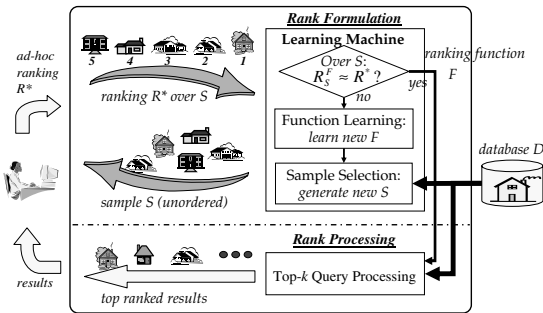 Rank Formulation
Learning Machine
ad-hoc
ranking
R*
5 4 3 2 1
ranking R* over S
Over S:
R_S^F ≈ R* ?
yes
no
ranking function
F
Function Learning:
learn new F
Sample Selection:
generate new S
sample S (unordered)
database D
Rank Processing
Top-k Query Processing
top ranked results
results